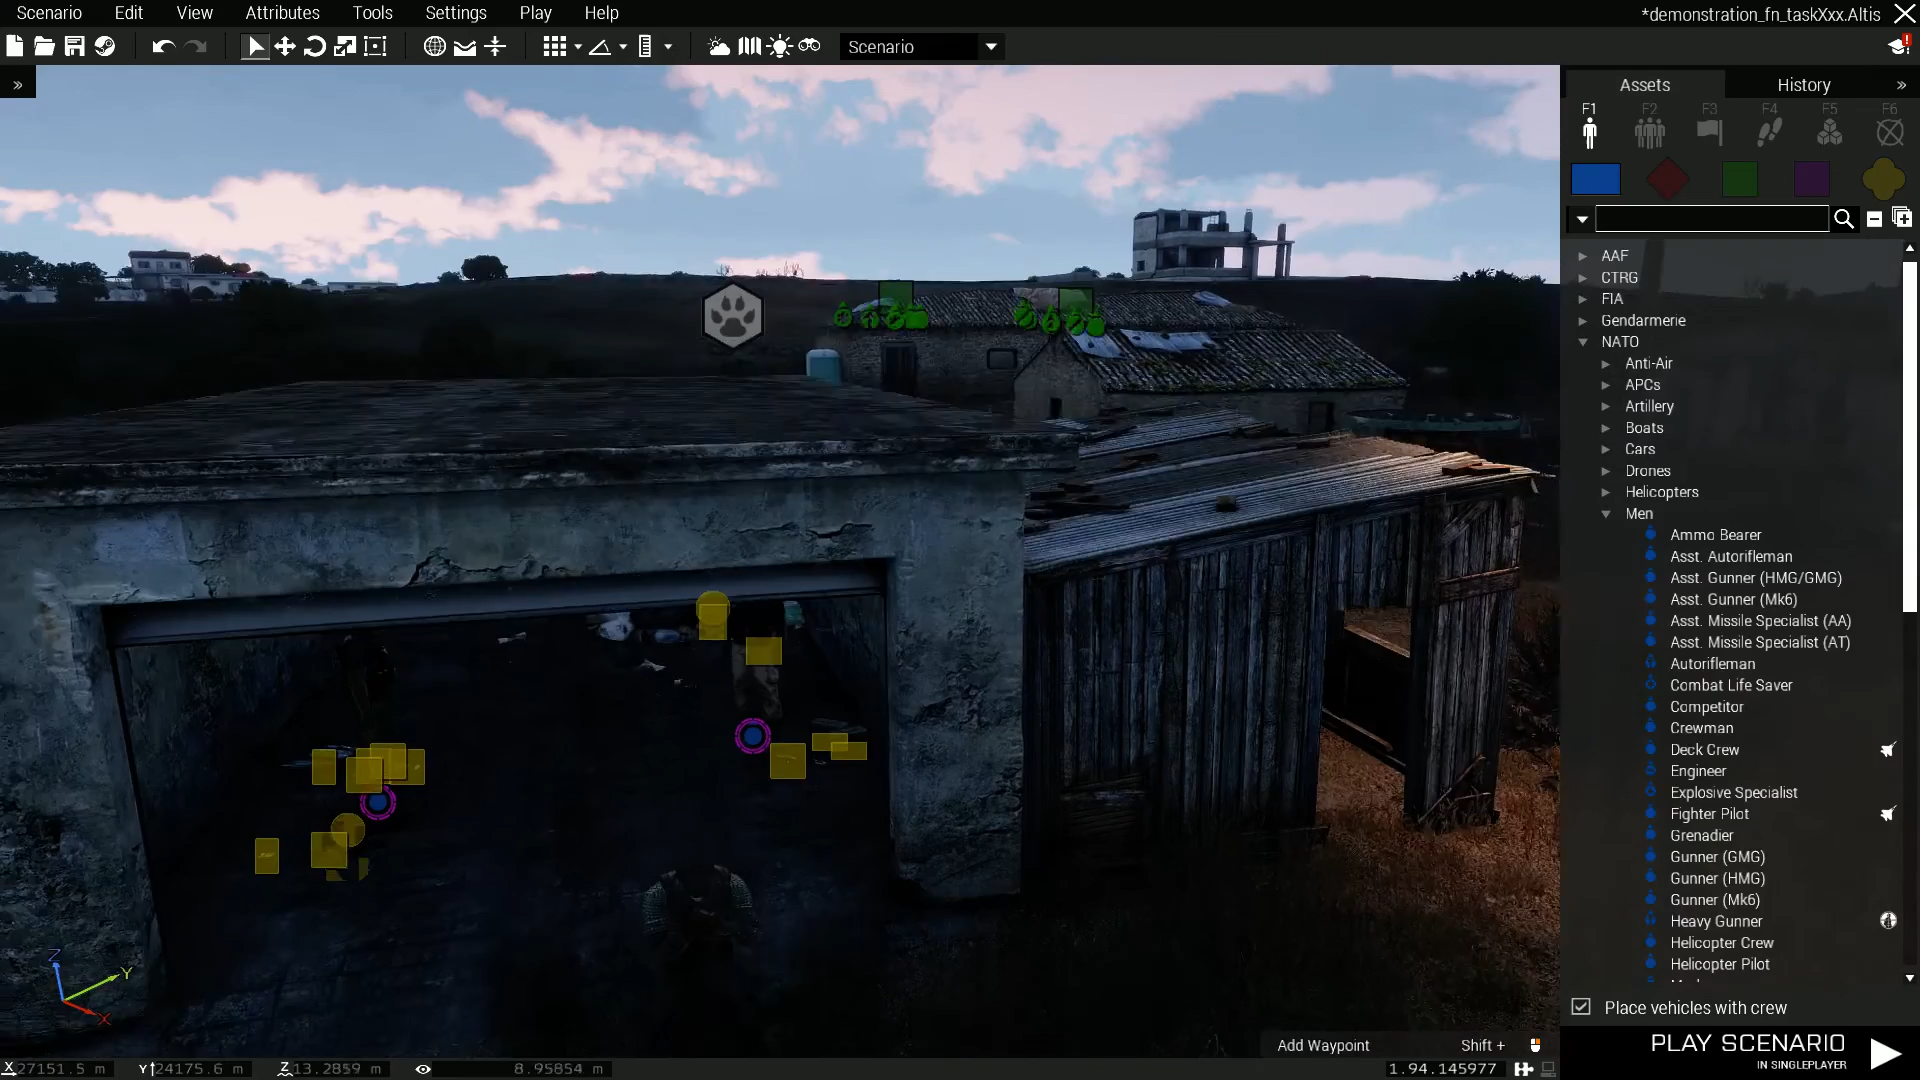 Scenario Edit View Attributes Tools Settings Play Help
*demonstration_fn_taskXxx.Altis
Scenario
Assets History
F1 F2 F3 F4 F5 F6
AAF
CTRG
FIA
Gendarmerie
NATO
Anti-Air
APCs
Artillery
Boats
Cars
Drones
Helicopters
Men
Ammo Bearer
Asst. Autorifleman
Asst. Gunner (HMG/GMG)
Asst. Gunner (Mk6)
Asst. Missile Specialist (AA)
Asst. Missile Specialist (AT)
Autorifleman
Combat Life Saver
Competitor
Crewman
Deck Crew
Engineer
Explosive Specialist
Fighter Pilot
Grenadier
Gunner (GMG)
Gunner (HMG)
Gunner (Mk6)
Heavy Gunner
Helicopter Crew
Helicopter Pilot
Place vehicles with crew
Z
Y
X
Add Waypoint Shift +
PLAY SCENARIO
IN SINGLEPLAYER
X 27151.5 m Y 24175.6 m Z 13.2859 m 8.95854 m 1.94.145977